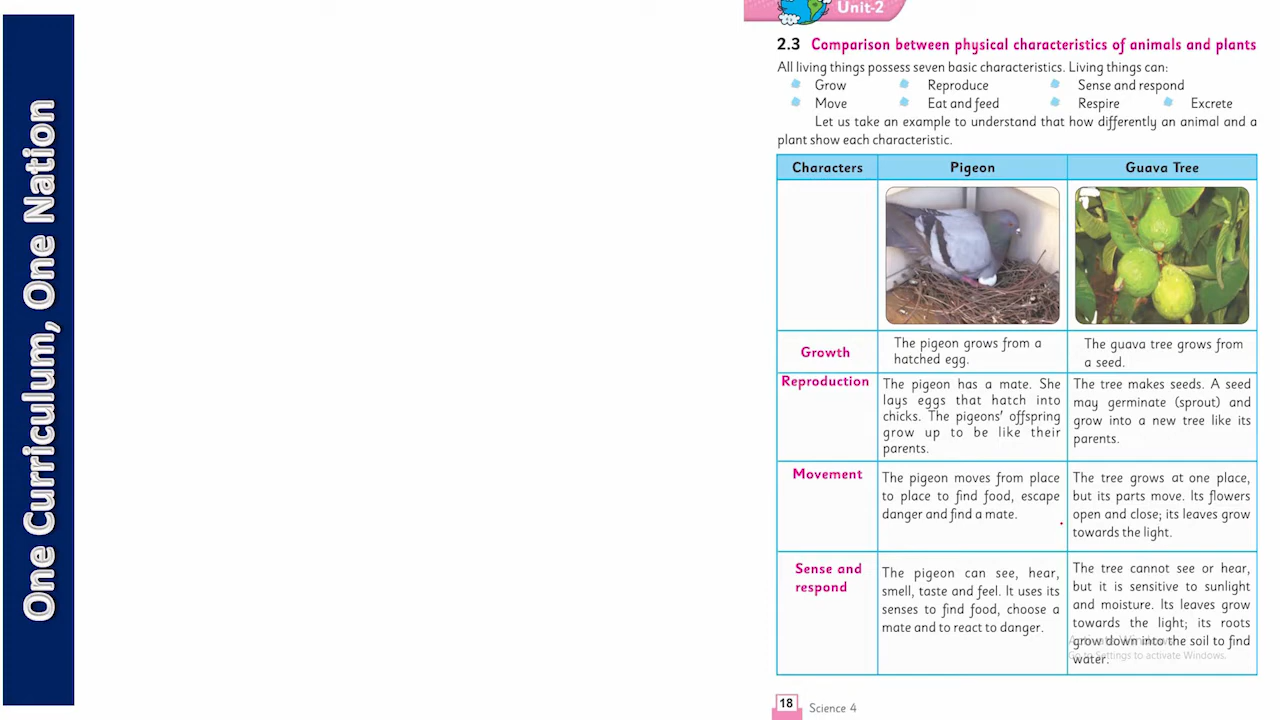 One Curriculum, One Nation
Unit-2
2.3 Comparison between physical characteristics of animals and plants
All living things possess seven basic characteristics. Living things can:
Grow Reproduce Sense and respond
Move Eat and feed Respire Excrete
Let us take an example to understand that how differently an animal and a
plant show each characteristic.
Characters Pigeon Guava Tree
Growth
The pigeon grows from a
hatched egg.
The guava tree grows from
a seed.
Reproduction
The pigeon has a mate. She
lays eggs that hatch into
chicks. The pigeons' offspring
grow up to be like their
parents.
The tree makes seeds. A seed
may germinate (sprout) and
grow into a new tree like its
parents.
Movement
The pigeon moves from place
to place to find food, escape
danger and find a mate.
The tree grows at one place,
but its parts move. Its flowers
open and close; its leaves grow
towards the light.
Sense and
respond
The pigeon can see, hear,
smell, taste and feel. It uses its
senses to find food, choose a
mate and to react to danger.
The tree cannot see or hear,
but it is sensitive to sunlight
and moisture. Its leaves grow
towards the light; its roots
grow down into the soil to find
water.
Activate Windows
Go to Settings to activate Windows.
18 Science 4